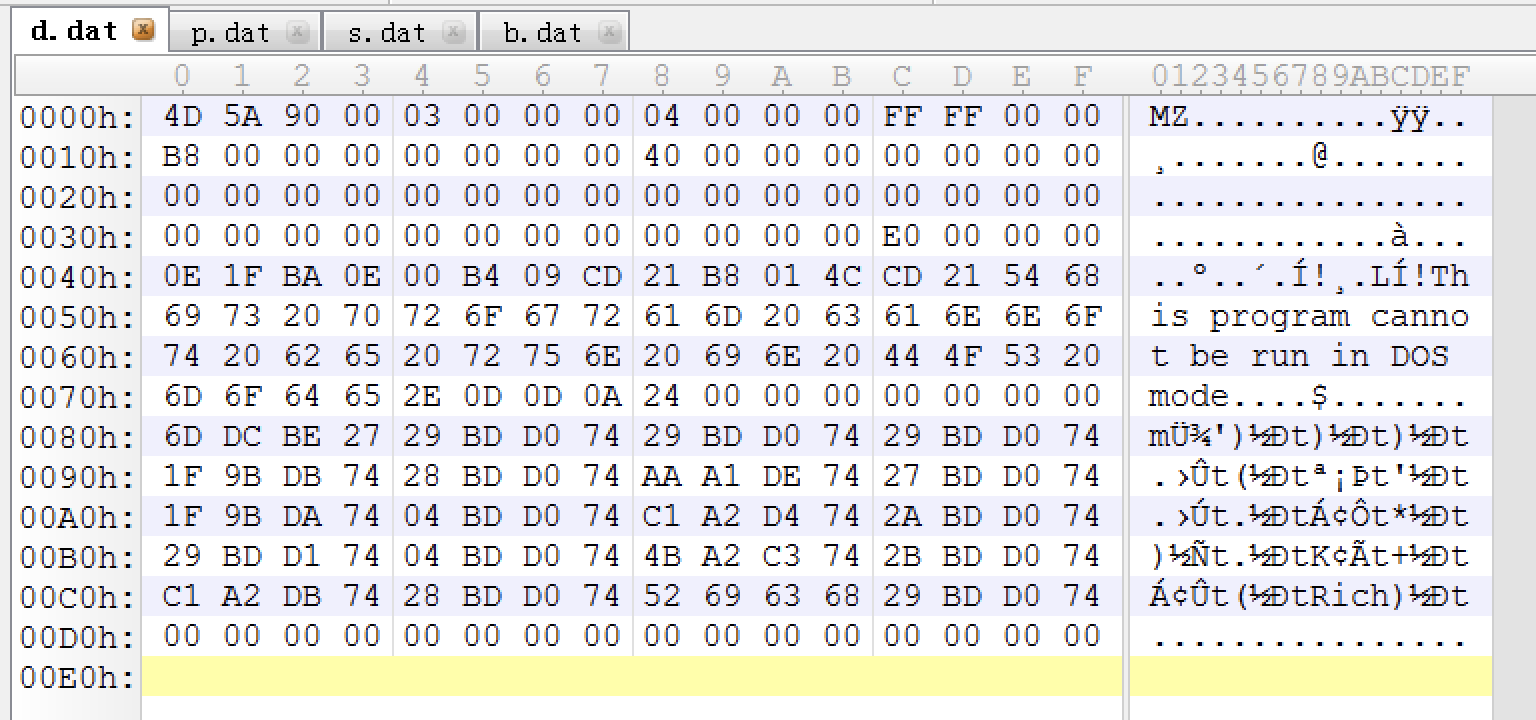 d.dat p.dat s.dat b.dat
0 1 2 3 4 5 6 7 8 9 A B C D E F 0123456789ABCDEF
0000h: 4D 5A 90 00 03 00 00 00 04 00 00 00 FF FF 00 00 MZ..........ÿÿ..
0010h: B8 00 00 00 00 00 00 00 40 00 00 00 00 00 00 00 ¸.......@.......
0020h: 00 00 00 00 00 00 00 00 00 00 00 00 00 00 00 00 ................
0030h: 00 00 00 00 00 00 00 00 00 00 00 00 E0 00 00 00 ............à...
0040h: 0E 1F BA 0E 00 B4 09 CD 21 B8 01 4C CD 21 54 68 ..º..´.Í!¸.LÍ!Th
0050h: 69 73 20 70 72 6F 67 72 61 6D 20 63 61 6E 6E 6F is program canno
0060h: 74 20 62 65 20 72 75 6E 20 69 6E 20 44 4F 53 20 t be run in DOS
0070h: 6D 6F 64 65 2E 0D 0D 0A 24 00 00 00 00 00 00 00 mode....$.......
0080h: 6D DC BE 27 29 BD D0 74 29 BD D0 74 29 BD D0 74 mÜ¾')½Ðt)½Ðt)½Ðt
0090h: 1F 9B DB 74 28 BD D0 74 AA A1 DE 74 27 BD D0 74 .›Ût(½Ðtª¡Þt'½Ðt
00A0h: 1F 9B DA 74 04 BD D0 74 C1 A2 D4 74 2A BD D0 74 .›Út.½ÐtÁ¢Ôt*½Ðt
00B0h: 29 BD D1 74 04 BD D0 74 4B A2 C3 74 2B BD D0 74 )½Ñt.½ÐtK¢Ãt+½Ðt
00C0h: C1 A2 DB 74 28 BD D0 74 52 69 63 68 29 BD D0 74 Á¢Ût(½ÐtRich)½Ðt
00D0h: 00 00 00 00 00 00 00 00 00 00 00 00 00 00 00 00 ................
00E0h: